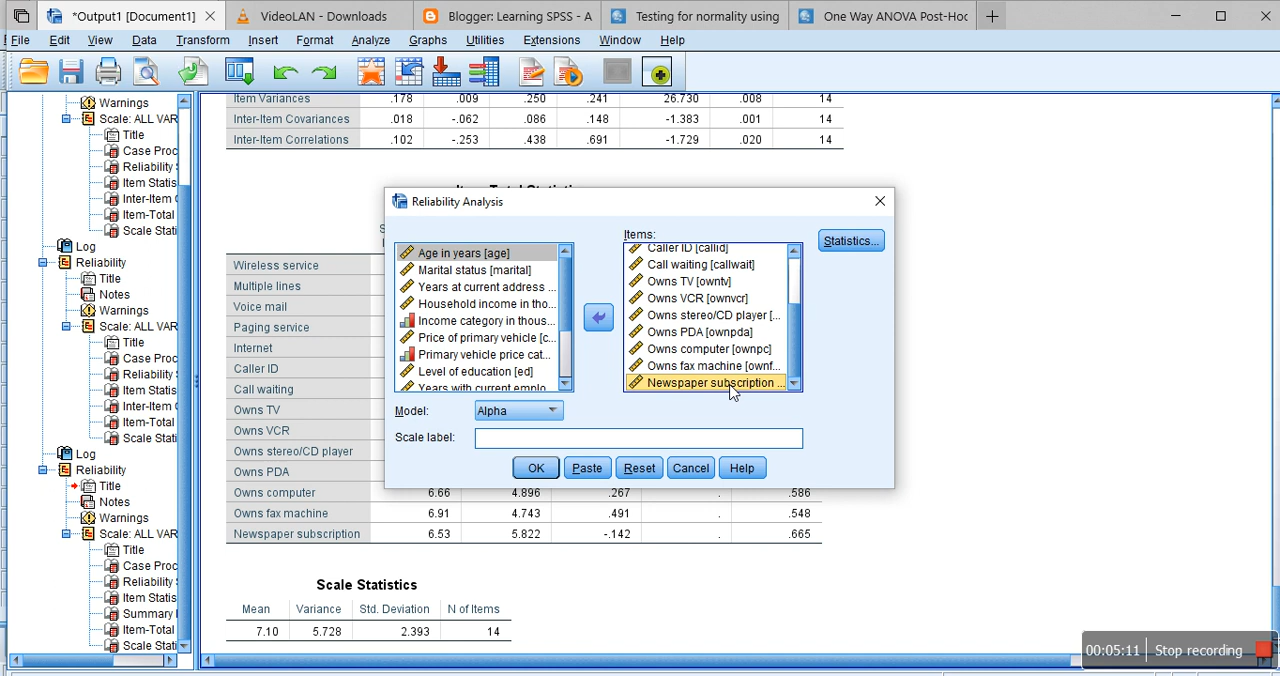 *Output1 [Document1]
VideoLAN - Downloads
Blogger: Learning SPSS - A
Testing for normality using
One Way ANOVA Post-Hoc
File Edit View Data Transform Insert Format Analyze Graphs Utilities Extensions Window Help
Warnings
Scale: ALL VAR
Title
Case Proc
Reliability
Item Statis
Inter-Item
Item-Total
Scale Stati
Log
Reliability
Title
Notes
Warnings
Scale: ALL VAR
Title
Case Proc
Reliability
Item Statis
Inter-Item
Item-Total
Scale Stati
Log
Reliability
Title
Notes
Warnings
Scale: ALL VAR
Title
Case Proc
Reliability
Item Statis
Summary
Item-Total
Scale Stati
Item Variances .178 .009 .250 .241 26.730 .008 14
Inter-Item Covariances .018 -.062 .086 .148 -1.383 .001 14
Inter-Item Correlations .102 -.253 .438 .691 -1.729 .020 14
Wireless service
Multiple lines
Voice mail
Paging service
Internet
Caller ID
Call waiting
Owns TV
Owns VCR
Owns stereo/CD player
Owns PDA
Owns computer 6.66 4.896 .267 . .586
Owns fax machine 6.91 4.743 .491 . .548
Newspaper subscription 6.53 5.822 -.142 . .665
Scale Statistics
Mean Variance Std. Deviation N of Items
7.10 5.728 2.393 14
Reliability Analysis
Age in years [age]
Marital status [marital]
Years at current address ...
Household income in tho...
Income category in thous...
Price of primary vehicle [c...
Primary vehicle price cat...
Level of education [ed]
Years with current emplo
Items:
Caller ID [callid]
Call waiting [callwait]
Owns TV [owntv]
Owns VCR [ownvcr]
Owns stereo/CD player [...
Owns PDA [ownpda]
Owns computer [ownpc]
Owns fax machine [ownf...
Newspaper subscription ...
Statistics...
Model: Alpha
Scale label:
OK Paste Reset Cancel Help
00:05:11 Stop recording